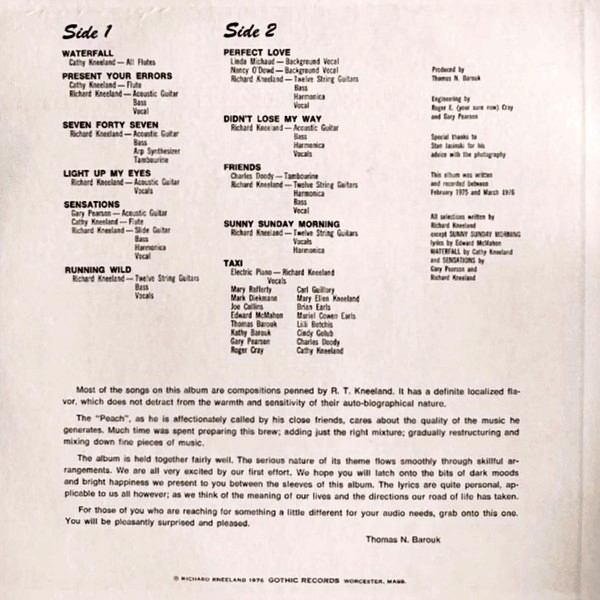 Side 1
WATERFALL
Cathy Kneeland — All Flutes
PRESENT YOUR ERRORS
Cathy Kneeland — Flute
Richard Kneeland — Acoustic Guitar
Bass
Vocal
SEVEN FORTY SEVEN
Richard Kneeland — Acoustic Guitar
Bass
Arp Synthesizer
Tambourine
LIGHT UP MY EYES
Richard Kneeland — Acoustic Guitar
Vocals
SENSATIONS
Gary Pearson — Acoustic Guitar
Cathy Kneeland — Flute
Richard Kneeland — Slide Guitar
Bass
Harmonica
Vocal
RUNNING WILD
Richard Kneeland — Twelve String Guitars
Bass
Vocals
Side 2
PERFECT LOVE
Linda Michaud — Background Vocal
Nancy O'Dowd — Background Vocal
Richard Kneeland — Twelve String Guitars
Bass
Harmonica
Vocal
DIDN'T LOSE MY WAY
Richard Kneeland — Acoustic Guitar
Bass
Harmonica
Vocals
FRIENDS
Charles Doody — Tambourine
Richard Kneeland — Twelve String Guitars
Harmonica
Bass
Vocal
SUNNY SUNDAY MORNING
Richard Kneeland — Twelve String Guitars
Vocals
Harmonica
TAXI
Electric Piano — Richard Kneeland
Vocals
Mary Rafferty
Mark Diekmann
Joe Collins
Edward McMahon
Thomas Barouk
Kathy Barouk
Gary Pearson
Roger Cray
Carl Guillory
Mary Ellen Kneeland
Brian Earls
Muriel Cowen Earls
Lilli Botchis
Cindy Golub
Charles Doody
Cathy Kneeland
Produced by
Thomas N. Barouk
Engineering by
Roger E. (your sure now) Cray
and Gary Pearson
Special thanks to
Stan Jasinski for his
advice with the photography
This album was written
and recorded between
February 1975 and March 1976
All selections written by
Richard Kneeland
except SUNNY SUNDAY MORNING
lyrics by Edward McMahon
WATERFALL by Cathy Kneeland
and SENSATIONS by
Gary Pearson and
Richard Kneeland
Most of the songs on this album are compositions penned by R. T. Kneeland. It has a definite localized fla-
vor, which does not detract from the warmth and sensitivity of their auto-biographical nature.
The "Peach", as he is affectionately called by his close friends, cares about the quality of the music he
generates. Much time was spent preparing this brew; adding just the right mixture; gradually restructuring and
mixing down fine pieces of music.
The album is held together fairly well. The serious nature of its theme flows smoothly through skillful ar-
rangements. We are all very excited by our first effort. We hope you will latch onto the bits of dark moods
and bright happiness we present to you between the sleeves of this album. The lyrics are quite personal, ap-
plicable to us all however; as we think of the meaning of our lives and the directions our road of life has taken.
For those of you who are reaching for something a little different for your audio needs, grab onto this one.
You will be pleasantly surprised and pleased.
Thomas N. Barouk
℗ RICHARD KNEELAND 1976 GOTHIC RECORDS WORCESTER, MASS.